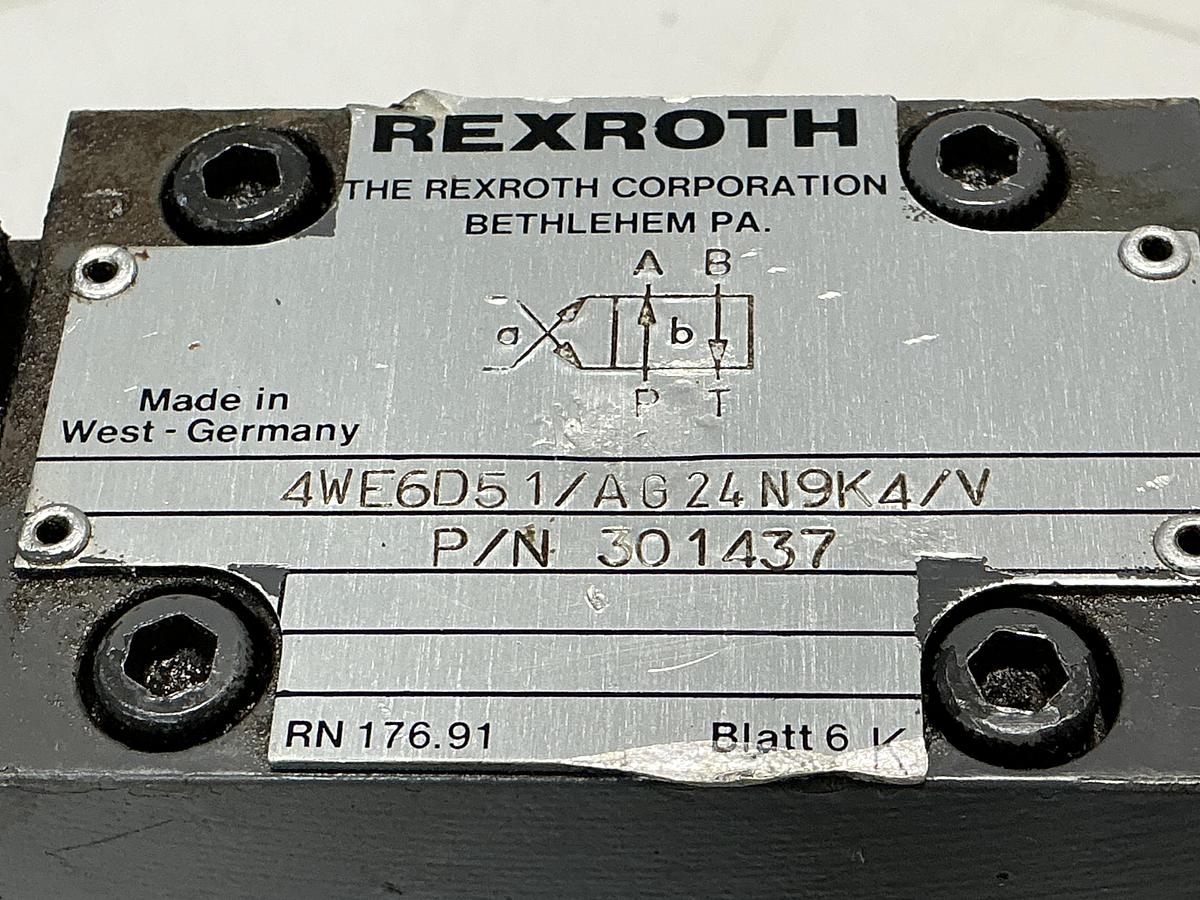 REXROTH
THE REXROTH CORPORATION
BETHLEHEM PA.
A B
a b
P T
Made in
West - Germany
4WE6D51/AG24N9K4/V
P/N 301437
RN 176.91 Blatt 6 K